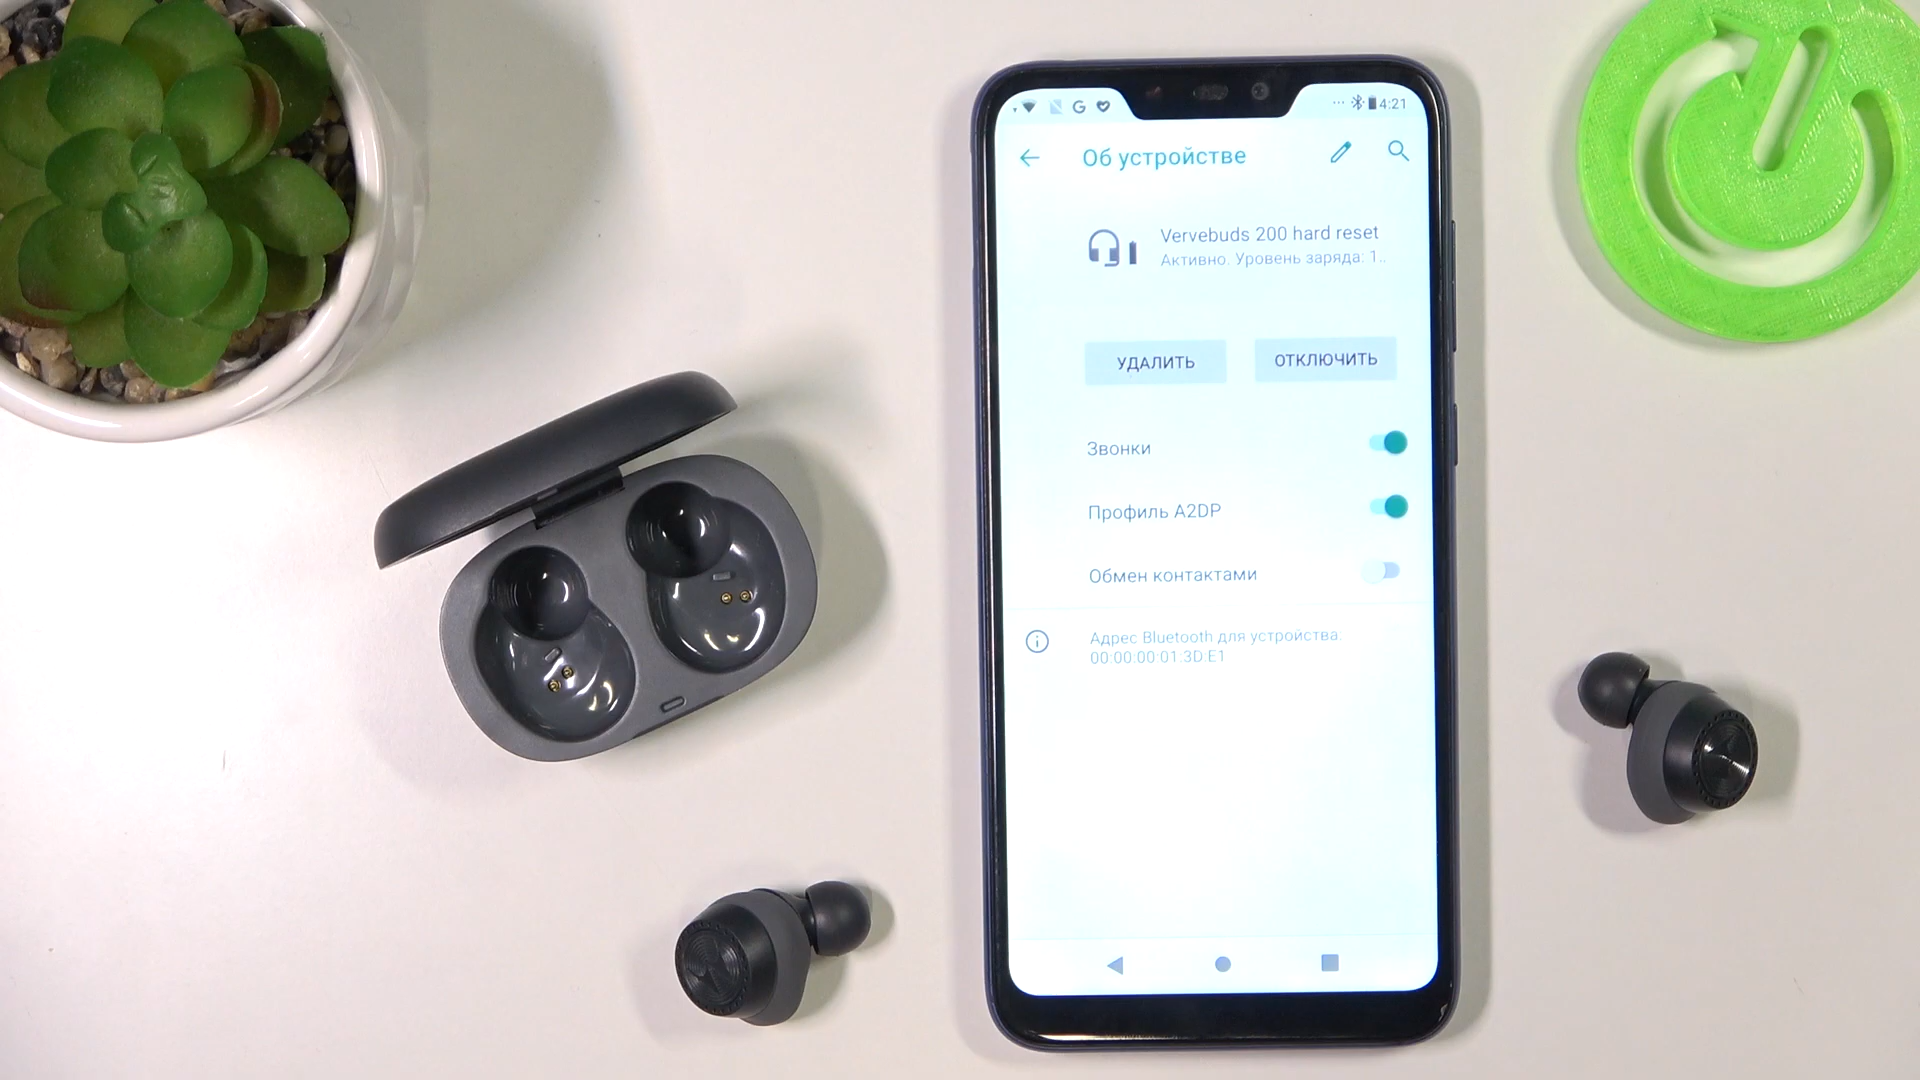 4:21
Об устройстве
Vervebuds 200 hard reset
Активно. Уровень заряда: 1..
УДАЛИТЬ
ОТКЛЮЧИТЬ
Звонки
Профиль A2DP
Обмен контактами
Адрес Bluetooth для устройства:
00:00:00:01:3D:E1